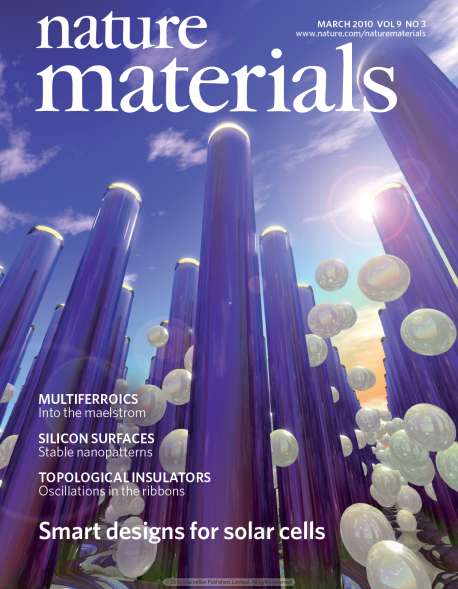 nature
materials
MARCH 2010 VOL 9 NO 3
www.nature.com/naturematerials
MULTIFERROICS
Into the maelstrom
SILICON SURFACES
Stable nanopatterns
TOPOLOGICAL INSULATORS
Oscillations in the ribbons
Smart designs for solar cells
© 2010 Macmillan Publishers Limited. All rights reserved